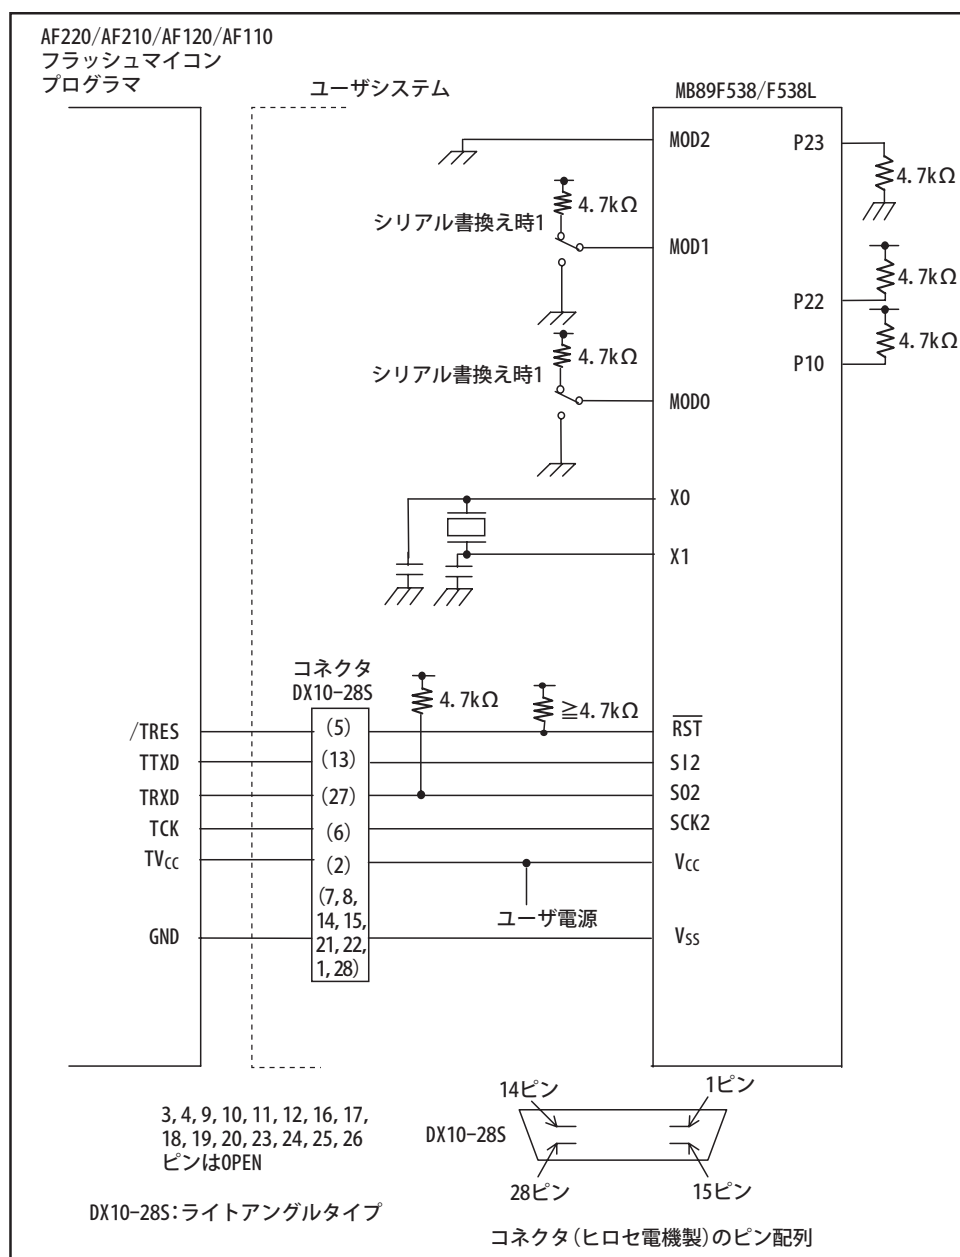 AF220/AF210/AF120/AF110
フラッシュマイコン
プログラマ
ユーザシステム
MB89F538/F538L
MOD2
P23
4.7kΩ
4.7kΩ
シリアル書換え時1
MOD1
4.7kΩ
P22
4.7kΩ
P10
4.7kΩ
シリアル書換え時1
MOD0
X0
X1
コネクタ
DX10-28S
4.7kΩ
≧4.7kΩ
/TRES
(5)
RST
TTXD
(13)
SI2
TRXD
(27)
SO2
TCK
(6)
SCK2
TVCC
(2)
VCC
ユーザ電源
GND
(7, 8,
14, 15,
21, 22,
1, 28)
VSS
3, 4, 9, 10, 11, 12, 16, 17,
18, 19, 20, 23, 24, 25, 26
ピンはOPEN
DX10-28S:ライトアングルタイプ
14ピン
1ピン
DX10-28S
28ピン
15ピン
コネクタ(ヒロセ電機製)のピン配列